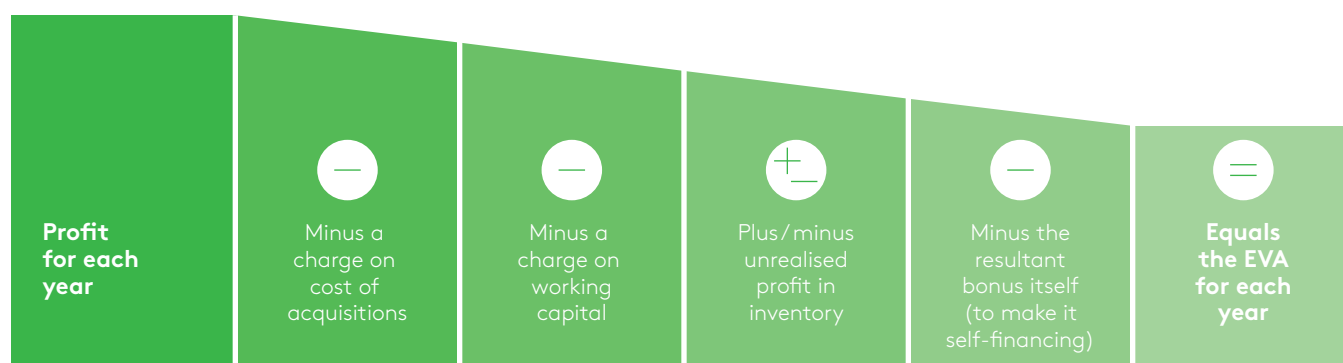 Profit
for each
year
Minus a
charge on
cost of
acquisitions
Minus a
charge on
working
capital
Plus/minus
unrealised
profit in
inventory
Minus the
resultant
bonus itself
(to make it
self-financing)
Equals
the EVA
for each
year